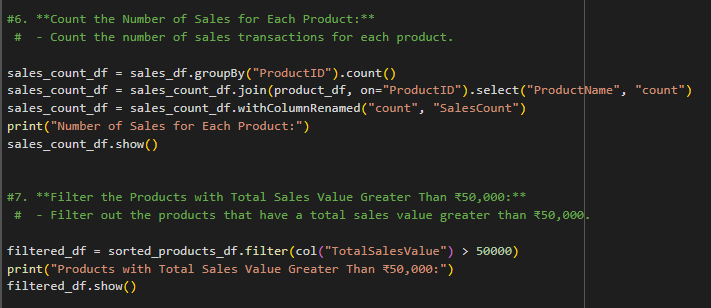 #6. **Count the Number of Sales for Each Product:**
#  - Count the number of sales transactions for each product.
sales_count_df = sales_df.groupBy("ProductID").count()
sales_count_df = sales_count_df.join(product_df, on="ProductID").select("ProductName", "count")
sales_count_df = sales_count_df.withColumnRenamed("count", "SalesCount")
print("Number of Sales for Each Product:")
sales_count_df.show()
#7. **Filter the Products with Total Sales Value Greater Than ₹50,000:**
#  - Filter out the products that have a total sales value greater than ₹50,000.
filtered_df = sorted_products_df.filter(col("TotalSalesValue") > 50000)
print("Products with Total Sales Value Greater Than ₹50,000:")
filtered_df.show()